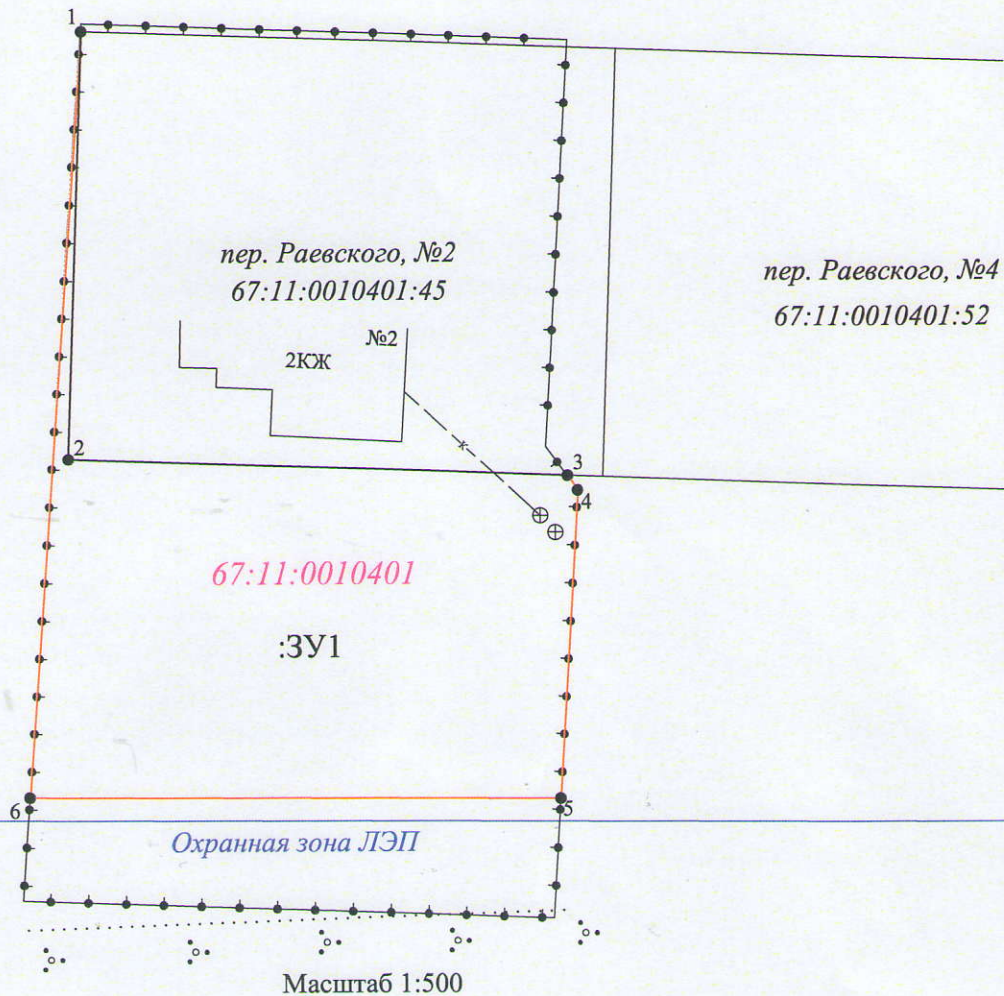 1
пер. Раевского, №2
67:11:0010401:45
пер. Раевского, №4
67:11:0010401:52
№2
2КЖ
2
3
4
67:11:0010401
:ЗУ1
6
5
Охранная зона ЛЭП
Масштаб 1:500